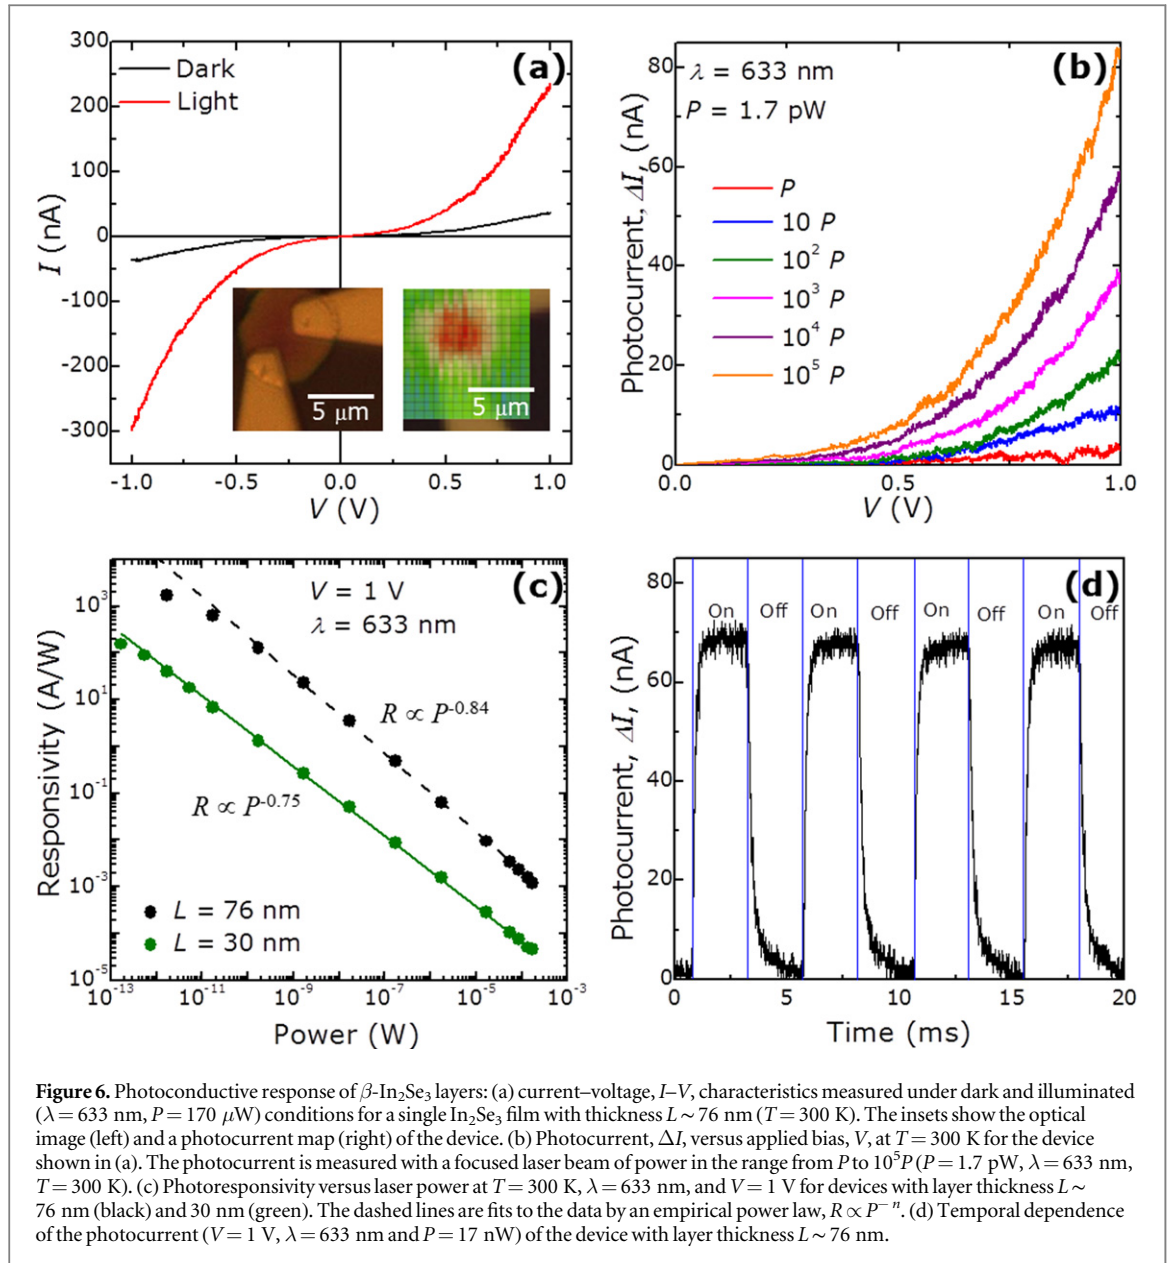 300
200
100
0
-100
-200
-300
I (nA)
Dark
Light
(a)
5 μm
5 μm
-1.0 -0.5 0.0 0.5 1.0
V (V)
80
60
40
20
0
Photocurrent, ΔI, (nA)
λ = 633 nm
P = 1.7 pW
(b)
P
10 P
10² P
10³ P
10⁴ P
10⁵ P
0.0 0.5 1.0
V (V)
10³
10¹
10⁻¹
10⁻³
10⁻⁵
Responsivity (A/W)
V = 1 V
λ = 633 nm
(c)
R ∝ P⁻⁰·⁸⁴
R ∝ P⁻⁰·⁷⁵
L = 76 nm
L = 30 nm
10⁻¹³ 10⁻¹¹ 10⁻⁹ 10⁻⁷ 10⁻⁵ 10⁻³
Power (W)
80
60
40
20
0
Photocurrent, ΔI, (nA)
(d)
On Off On Off On Off On Off
0 5 10 15 20
Time (ms)
Figure 6. Photoconductive response of β-In₂Se₃ layers: (a) current–voltage, I–V, characteristics measured under dark and illuminated
(λ = 633 nm, P = 170 μW) conditions for a single In₂Se₃ film with thickness L ~ 76 nm (T = 300 K). The insets show the optical
image (left) and a photocurrent map (right) of the device. (b) Photocurrent, ΔI, versus applied bias, V, at T = 300 K for the device
shown in (a). The photocurrent is measured with a focused laser beam of power in the range from P to 10⁵P (P = 1.7 pW, λ = 633 nm,
T = 300 K). (c) Photoresponsivity versus laser power at T = 300 K, λ = 633 nm, and V = 1 V for devices with layer thickness L ~
76 nm (black) and 30 nm (green). The dashed lines are fits to the data by an empirical power law, R ∝ P⁻ⁿ. (d) Temporal dependence
of the photocurrent (V = 1 V, λ = 633 nm and P = 17 nW) of the device with layer thickness L ~ 76 nm.